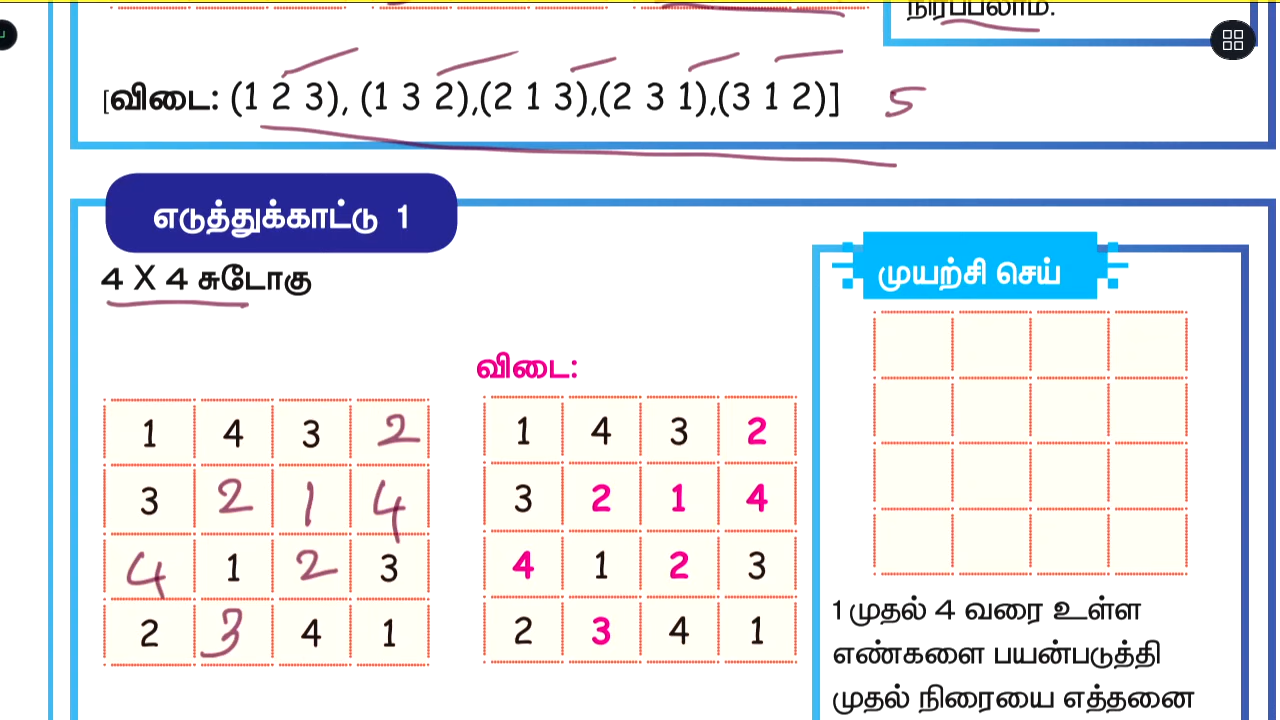 நிரப்பலாம்.
[விடை: (1 2 3), (1 3 2),(2 1 3),(2 3 1),(3 1 2)] 5
எடுத்துக்காட்டு 1
4 X 4 சுடோகு
முயற்சி செய்
விடை:
1 4 3 2
3 2 1 4
4 1 2 3
2 3 4 1
1 4 3 2
3 2 1 4
4 1 2 3
2 3 4 1
1 முதல் 4 வரை உள்ள
எண்களை பயன்படுத்தி
முதல் நிரையை எத்தனை